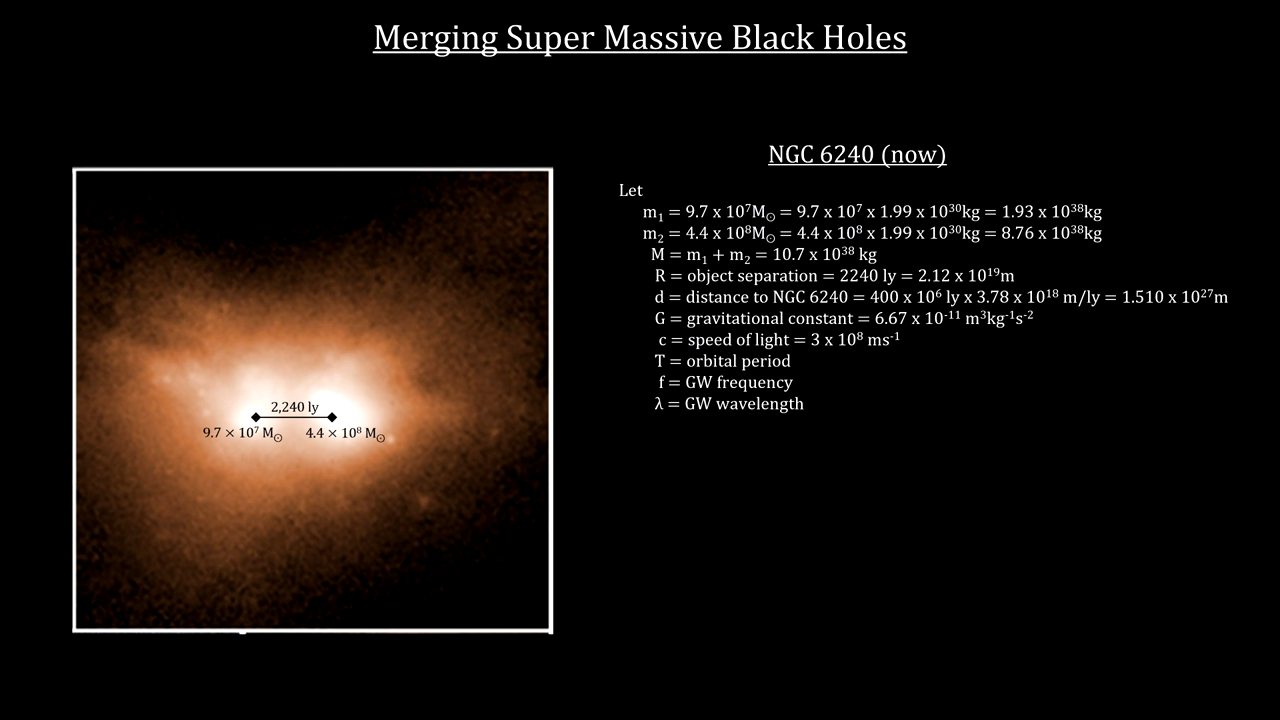 Merging Super Massive Black Holes
NGC 6240 (now)
Let
m₁ = 9.7 x 10⁷M☉ = 9.7 x 10⁷ x 1.99 x 10³⁰kg = 1.93 x 10³⁸kg
m₂ = 4.4 x 10⁸M☉ = 4.4 x 10⁸ x 1.99 x 10³⁰kg = 8.76 x 10³⁸kg
M = m₁ + m₂ = 10.7 x 10³⁸ kg
R = object separation = 2240 ly = 2.12 x 10¹⁹m
d = distance to NGC 6240 = 400 x 10⁶ ly x 3.78 x 10¹⁸ m/ly = 1.510 x 10²⁷m
G = gravitational constant = 6.67 x 10⁻¹¹ m³kg⁻¹s⁻²
c = speed of light = 3 x 10⁸ ms⁻¹
T = orbital period
f = GW frequency
λ = GW wavelength
2,240 ly
9.7 × 10⁷ M☉ 4.4 × 10⁸ M☉